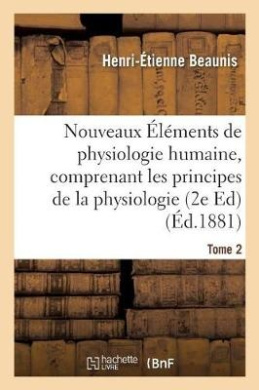 Henri-Étienne Beaunis
Nouveaux Éléments de physiologie humaine, comprenant les principes de la physiologie (2e Ed) (Éd.1881)
Tome 2
hachette
LIVRE
{BnF